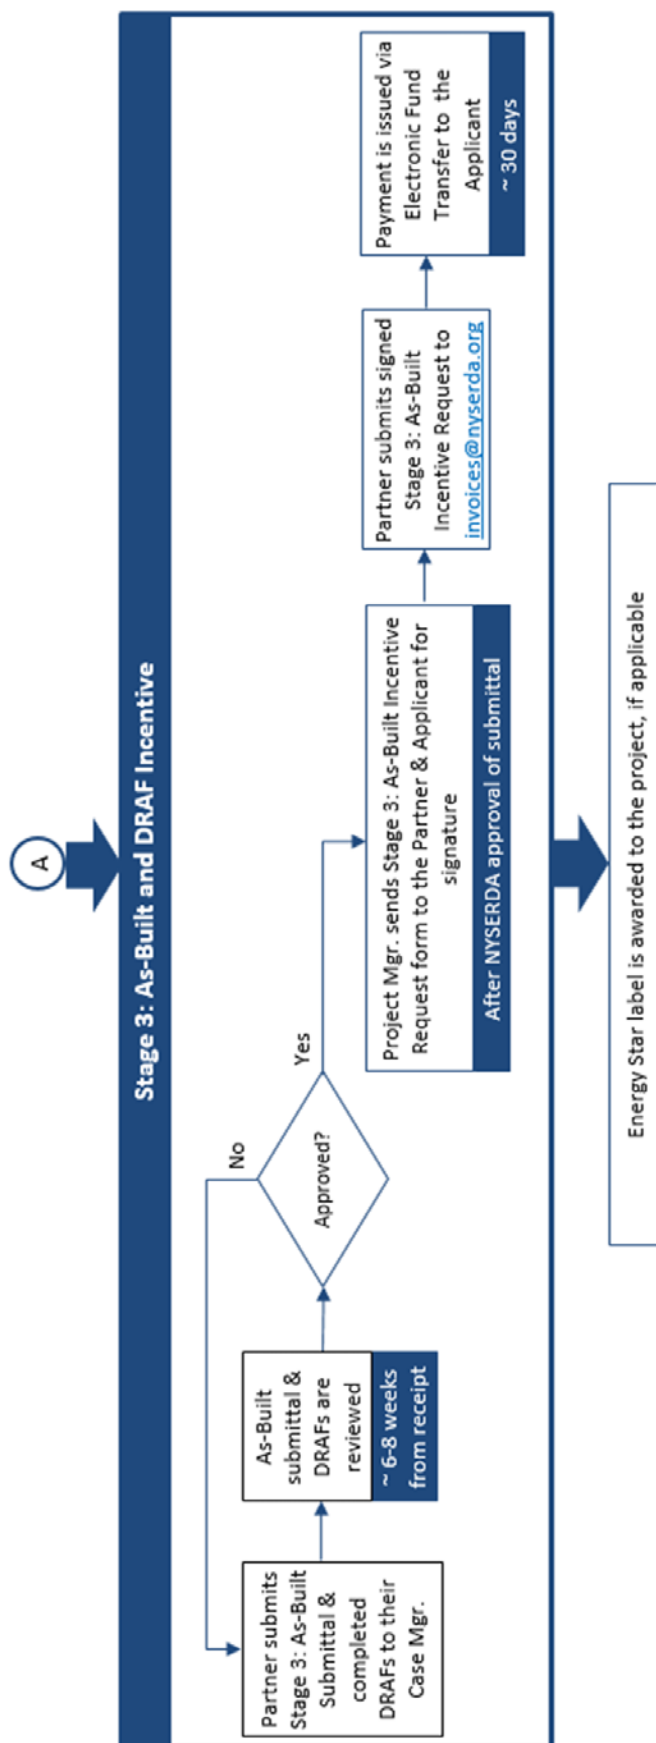 A
Stage 3: As-Built and DRAF Incentive
Partner submits
Stage 3: As-Built
Submittal &
completed
DRAFs to their
Case Mgr.
As-Built
submittal &
DRAFs are
reviewed
~ 6-8 weeks
from receipt
Approved?
No
Yes
Project Mgr. sends Stage 3: As-Built Incentive
Request form to the Partner & Applicant for
signature
After NYSERDA approval of submittal
Partner submits signed
Stage 3: As-Built
Incentive Request to
invoices@nyserda.org
Payment is issued via
Electronic Fund
Transfer to the
Applicant
~ 30 days
Energy Star label is awarded to the project, if applicable